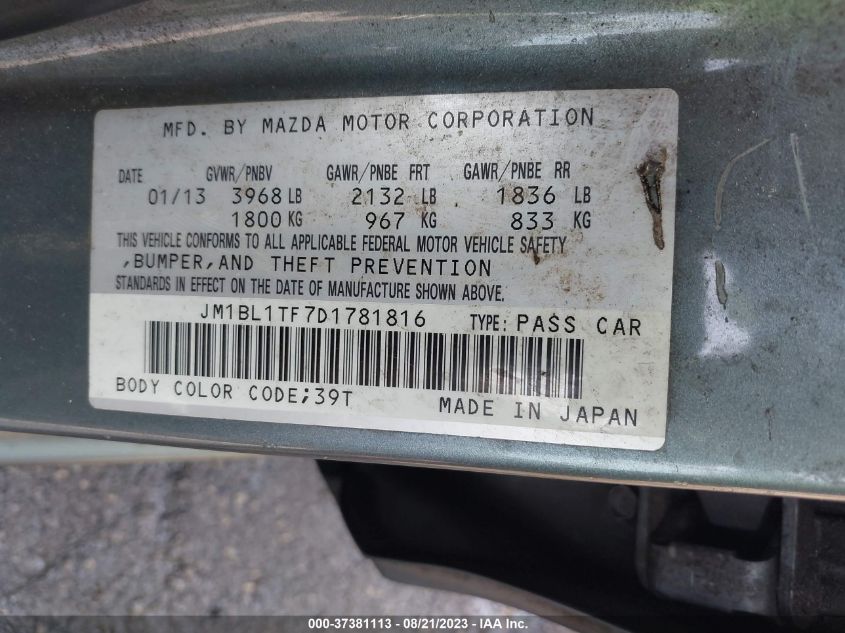 MFD. BY MAZDA MOTOR CORPORATION
DATE GVWR/PNBV GAWR/PNBE FRT GAWR/PNBE RR
01/13 3968 LB 2132 LB 1836 LB
1800 KG 967 KG 833 KG
THIS VEHICLE CONFORMS TO ALL APPLICABLE FEDERAL MOTOR VEHICLE SAFETY
,BUMPER,AND THEFT PREVENTION
STANDARDS IN EFFECT ON THE DATE OF MANUFACTURE SHOWN ABOVE.
JM1BL1TF7D1781816 TYPE: PASS CAR
BODY COLOR CODE;39T MADE IN JAPAN
000-37381113 - 08/21/2023 - IAA Inc.